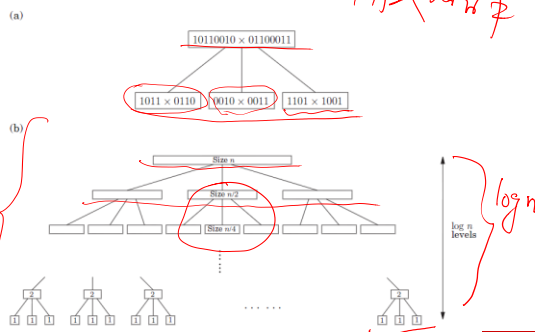 (a)
10110010 × 01100011
1011 × 0110
0010 × 0011
1101 × 1001
(b)
Size n
Size n/2
Size n/4
log n
levels
log n
2
2
2
2
1 1 1
1 1 1
1 1 1
1 1 1